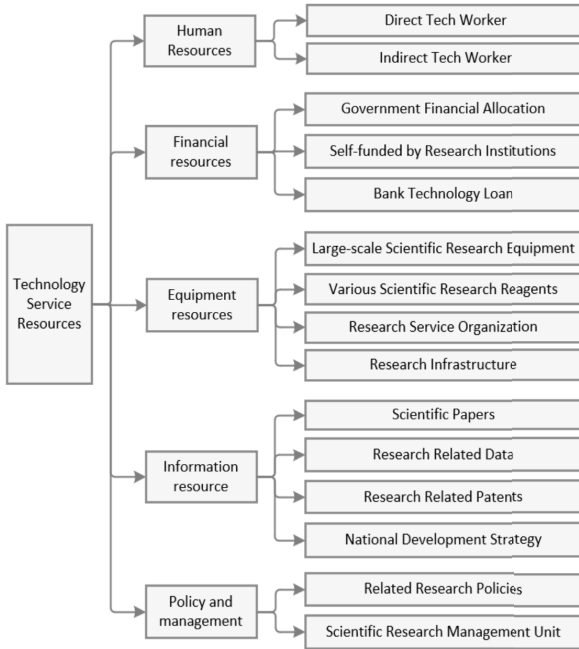 Technology
Service
Resources
Human
Resources
Direct Tech Worker
Indirect Tech Worker
Financial
resources
Government Financial Allocation
Self-funded by Research Institutions
Bank Technology Loan
Equipment
resources
Large-scale Scientific Research Equipment
Various Scientific Research Reagents
Research Service Organization
Research Infrastructure
Information
resource
Scientific Papers
Research Related Data
Research Related Patents
National Development Strategy
Policy and
management
Related Research Policies
Scientific Research Management Unit